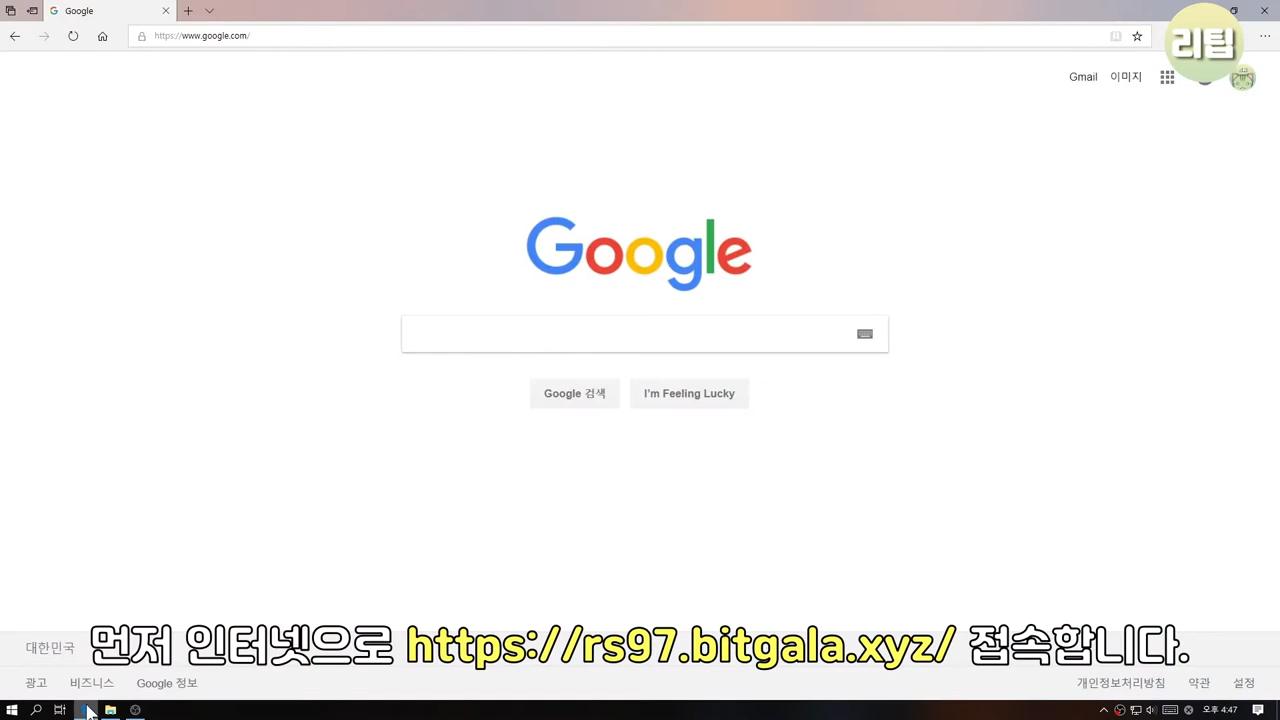 Google
https://www.google.com/
리팁
Gmail 이미지
Google
Google 검색 I'm Feeling Lucky
대한민국
먼저 인터넷으로 https://rs97.bitgala.xyz/ 접속합니다.
광고 비즈니스 Google 정보 개인정보처리방침 약관 설정
오후 4:47